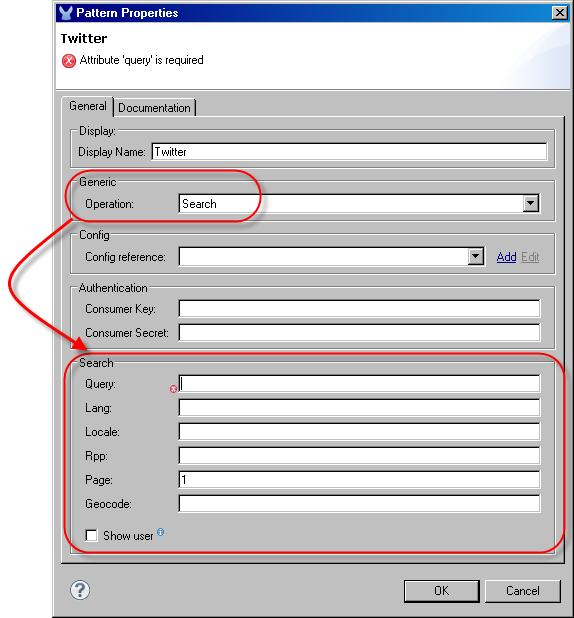 Pattern Properties
Twitter
Attribute 'query' is required
General Documentation
Display:
Display Name: Twitter
Generic
Operation: Search
Config
Config reference: Add Edit
Authentication
Consumer Key:
Consumer Secret:
Search
Query:
Lang:
Locale:
Rpp:
Page: 1
Geocode:
Show user
OK Cancel